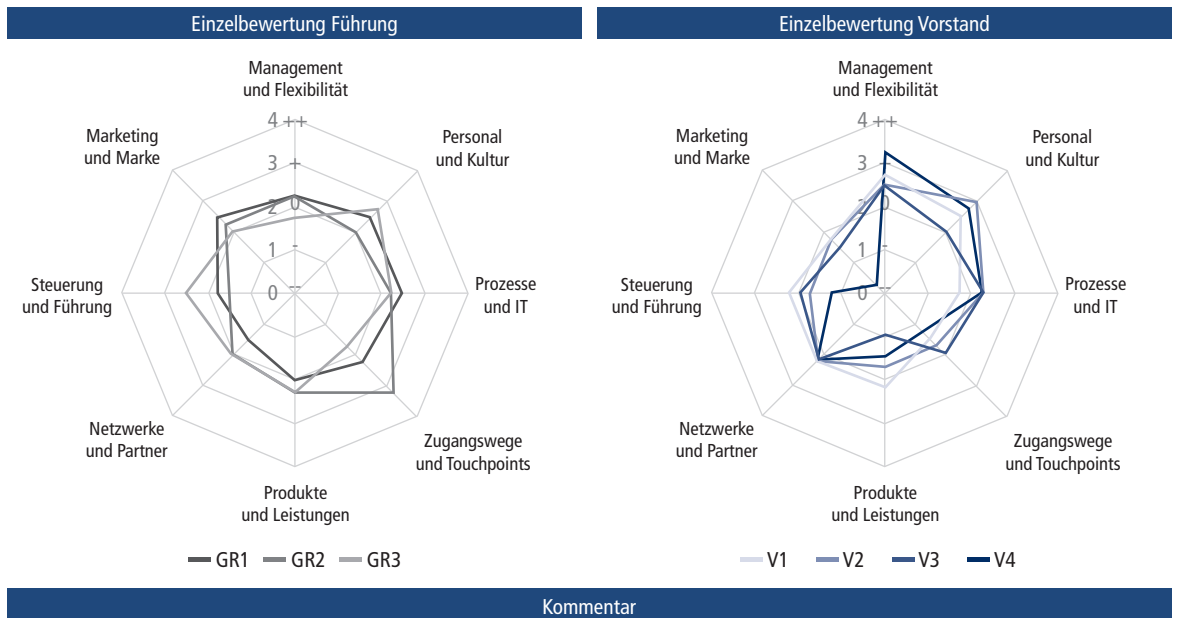 Einzelbewertung Führung
Management
und Flexibilität
Marketing
und Marke
Personal
und Kultur
4 ++
3 +
2 0
1 -
0 --
Steuerung
und Führung
Prozesse
und IT
Netzwerke
und Partner
Zugangswege
und Touchpoints
Produkte
und Leistungen
GR1 GR2 GR3
Einzelbewertung Vorstand
Management
und Flexibilität
Marketing
und Marke
Personal
und Kultur
4 ++
3 +
2 0
1 -
0 --
Steuerung
und Führung
Prozesse
und IT
Netzwerke
und Partner
Zugangswege
und Touchpoints
Produkte
und Leistungen
V1 V2 V3 V4
Kommentar